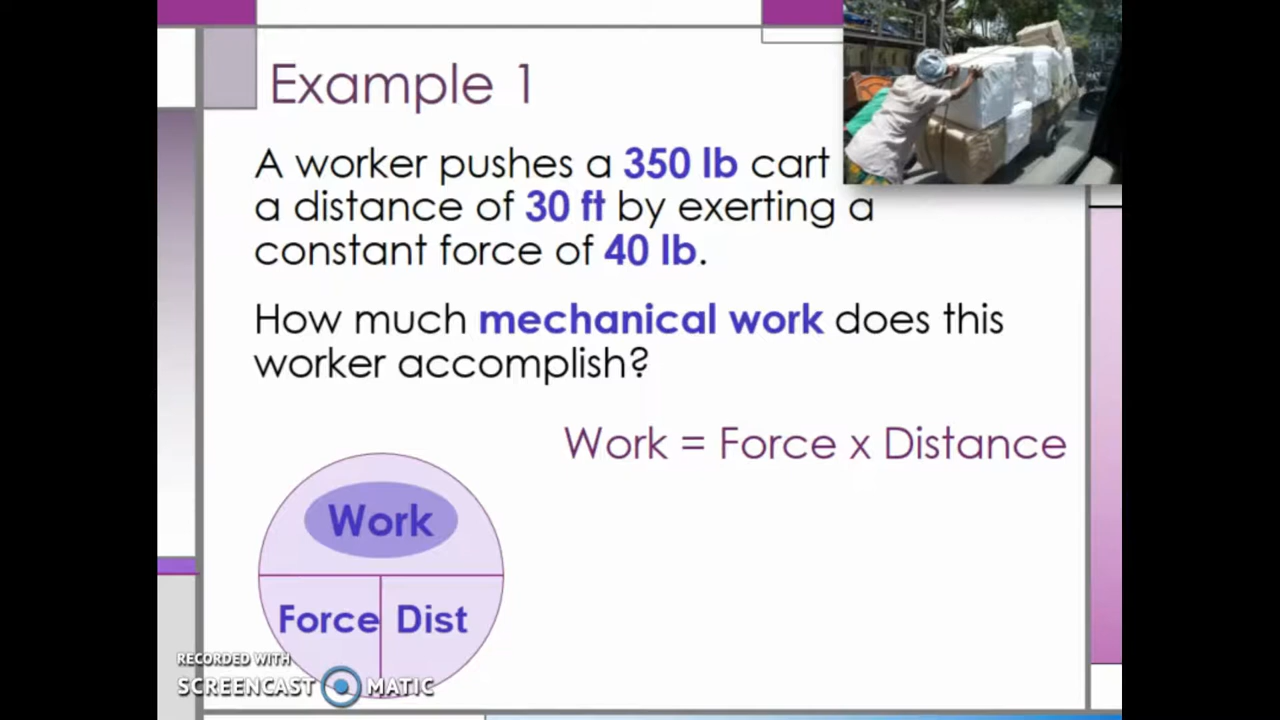 Example 1
A worker pushes a 350 lb cart
a distance of 30 ft by exerting a
constant force of 40 lb.
How much mechanical work does this
worker accomplish?
Work = Force x Distance
Work
Force Dist
RECORDED WITH
SCREENCAST MATIC